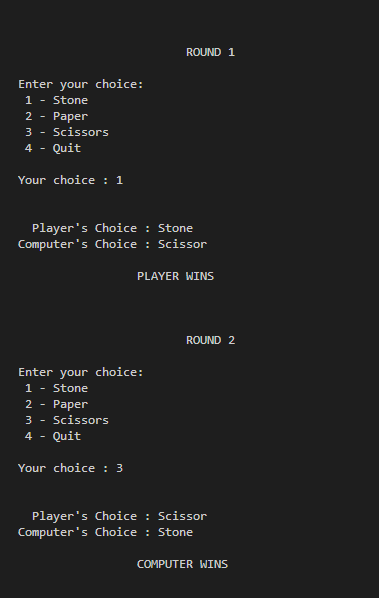 ROUND 1
Enter your choice:
1 - Stone
2 - Paper
3 - Scissors
4 - Quit
Your choice : 1
Player's Choice : Stone
Computer's Choice : Scissor
PLAYER WINS
ROUND 2
Enter your choice:
1 - Stone
2 - Paper
3 - Scissors
4 - Quit
Your choice : 3
Player's Choice : Scissor
Computer's Choice : Stone
COMPUTER WINS